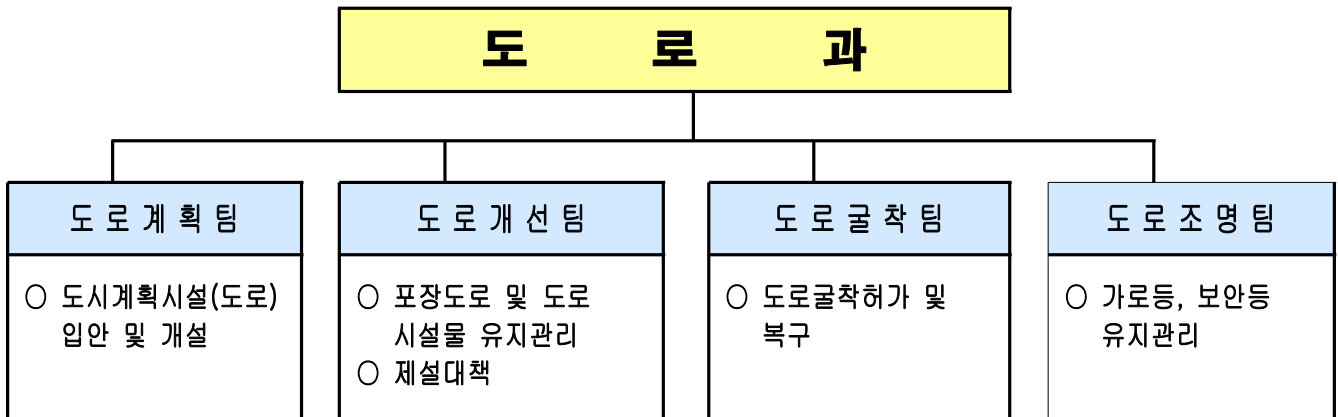 도 로 과
도로계획팀
○ 도시계획시설(도로)
입안 및 개설
도로개선팀
○ 포장도로 및 도로
시설물 유지관리
○ 제설대책
도로굴착팀
○ 도로굴착허가 및
복구
도로조명팀
○ 가로등, 보안등
유지관리